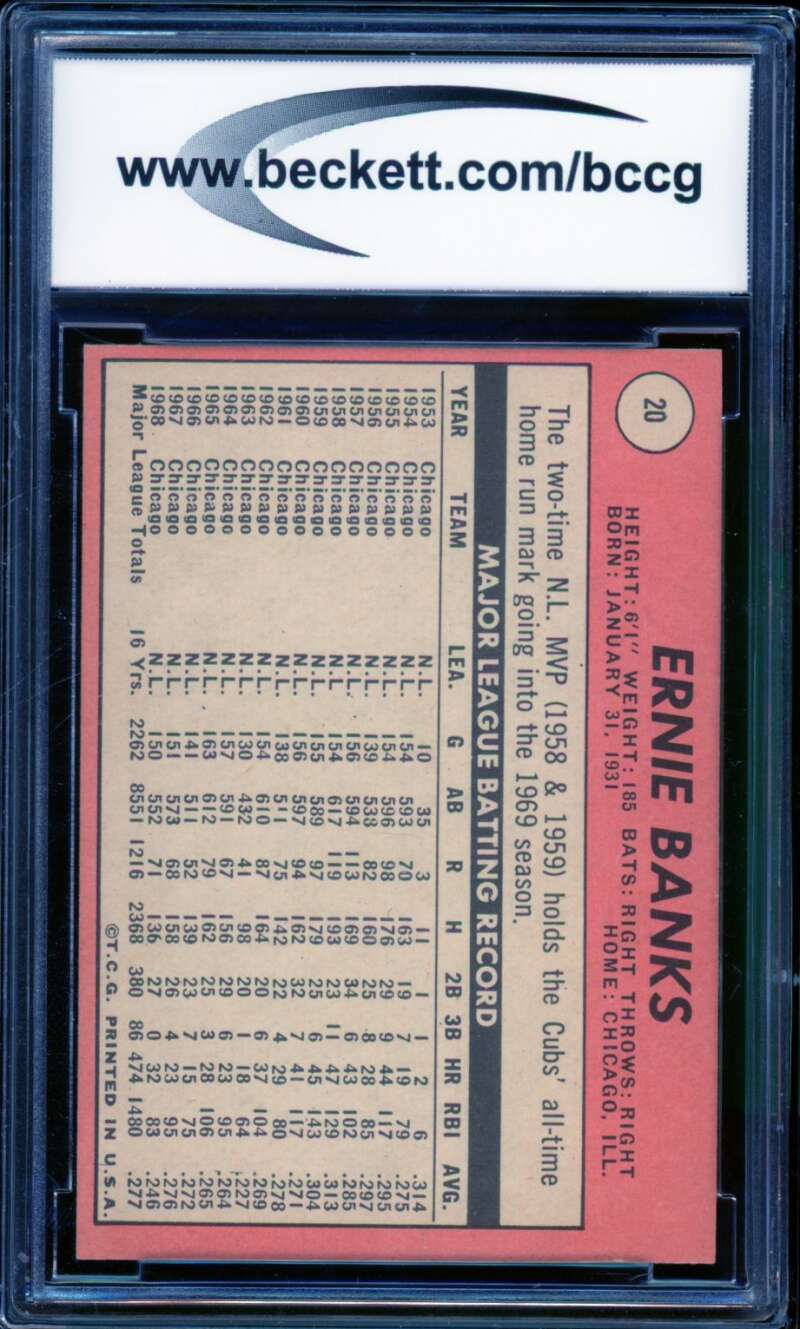 www.beckett.com/bccg
20
ERNIE BANKS
HEIGHT: 6'1" WEIGHT: 185 BATS: RIGHT THROWS: RIGHT
BORN: JANUARY 31, 1931 HOME: CHICAGO, ILL.
The two-time N.L. MVP (1958 & 1959) holds the Cubs' all-time
home run mark going into the 1969 season.
MAJOR LEAGUE BATTING RECORD
YEAR TEAM LEA. G AB R H 2B 3B HR RBI AVG.
1953 Chicago N.L. 10 35 3 11 1 1 2 6 .314
1954 Chicago N.L. 154 593 70 163 19 7 19 79 .275
1955 Chicago N.L. 154 596 98 176 29 9 44 117 .295
1956 Chicago N.L. 139 538 82 160 25 8 28 85 .297
1957 Chicago N.L. 156 594 113 169 34 6 43 102 .285
1958 Chicago N.L. 154 617 119 193 23 11 47 129 .313
1959 Chicago N.L. 155 589 97 179 25 6 45 143 .304
1960 Chicago N.L. 156 597 94 162 32 7 41 117 .271
1961 Chicago N.L. 138 511 75 142 22 4 29 80 .278
1962 Chicago N.L. 154 610 87 164 20 6 37 104 .269
1963 Chicago N.L. 130 432 41 98 20 1 18 64 .227
1964 Chicago N.L. 157 591 67 156 29 6 23 95 .264
1965 Chicago N.L. 163 612 79 162 25 3 28 106 .265
1966 Chicago N.L. 141 511 52 139 23 7 15 75 .272
1967 Chicago N.L. 151 573 68 158 26 4 23 95 .276
1968 Chicago N.L. 150 552 71 136 27 0 32 83 .246
Major League Totals 16 Yrs. 2262 8551 1216 2368 380 86 474 1480 .277
©T.C.G. PRINTED IN U.S.A.